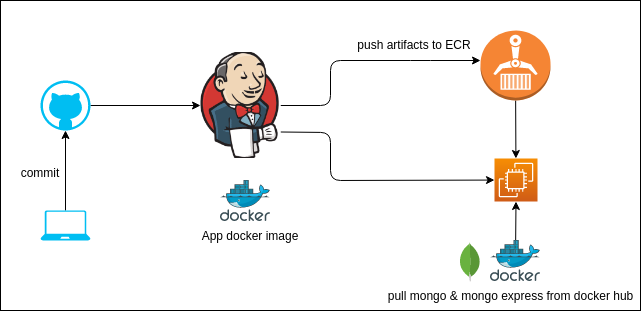 push artifacts to ECR
commit
docker
App docker image
docker
pull mongo & mongo express from docker hub